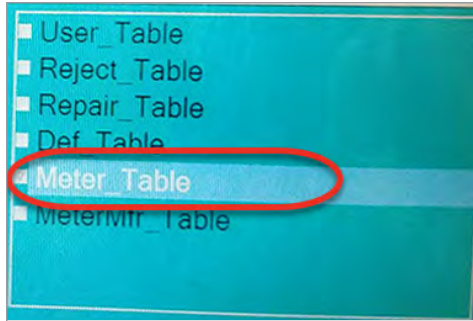 User_Table
Reject_Table
Repair_Table
Def_Table
Meter_Table
MeterMfr_Table